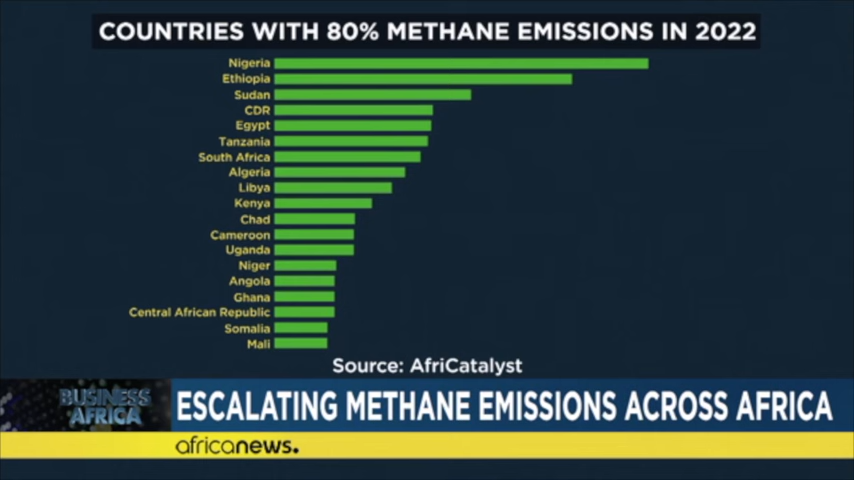 COUNTRIES WITH 80% METHANE EMISSIONS IN 2022
Nigeria
Ethiopia
Sudan
CDR
Egypt
Tanzania
South Africa
Algeria
Libya
Kenya
Chad
Cameroon
Uganda
Niger
Angola
Ghana
Central African Republic
Somalia
Mali
Source: AfriCatalyst
BUSINESS
AFRICA
ESCALATING METHANE EMISSIONS ACROSS AFRICA
africanews.